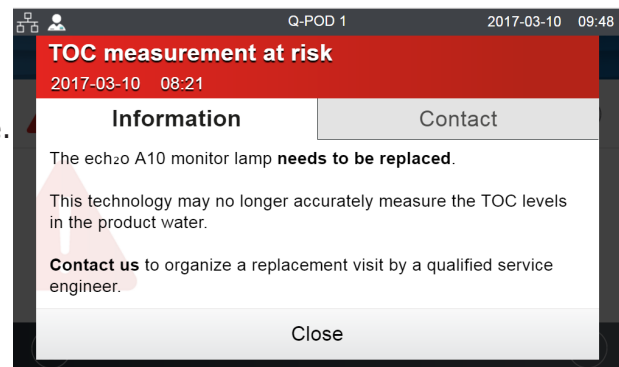 Q-POD 1 2017-03-10 09:48
TOC measurement at risk
2017-03-10 08:21
Information Contact
The ech₂o A10 monitor lamp needs to be replaced.
This technology may no longer accurately measure the TOC levels
in the product water.
Contact us to organize a replacement visit by a qualified service
engineer.
Close